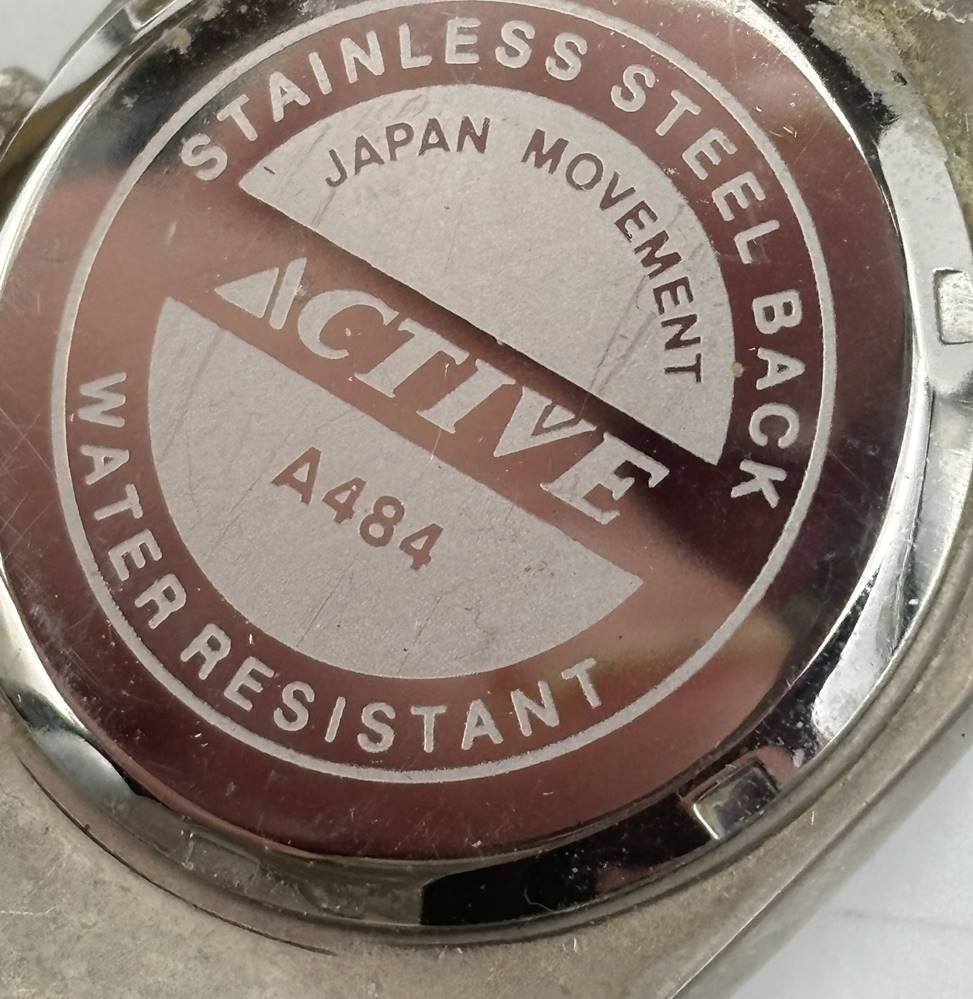 STAINLESS STEEL BACK
JAPAN MOVEMENT
ACTIVE
A484
WATER RESISTANT